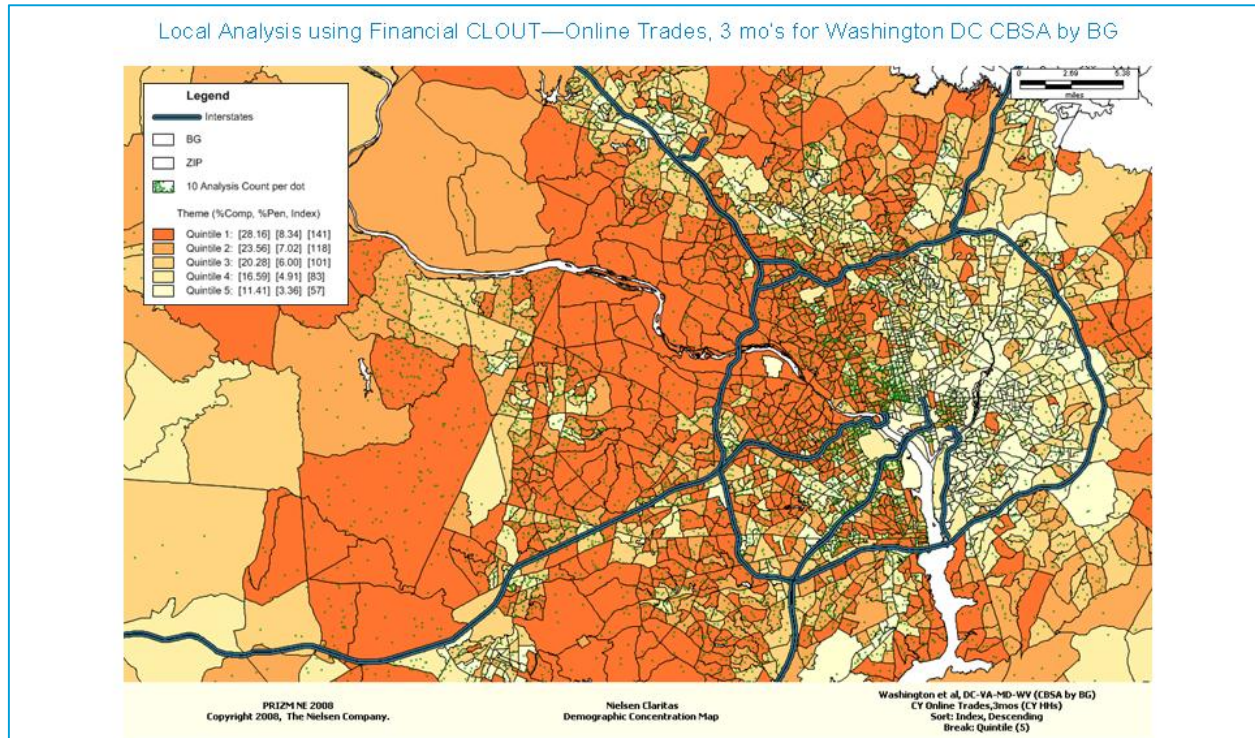 Local Analysis using Financial CLOUT—Online Trades, 3 mo's for Washington DC CBSA by BG
Legend
Interstates
BG
ZIP
10 Analysis Count per dot
Theme (%Comp, %Pen, Index)
Quintile 1: [28.16] [8.34] [141]
Quintile 2: [23.56] [7.02] [118]
Quintile 3: [20.28] [6.00] [101]
Quintile 4: [16.59] [4.91] [83]
Quintile 5: [11.41] [3.36] [57]
0 2.69 5.38
miles
PRIZM NE 2008
Copyright 2008, The Nielsen Company.
Nielsen Claritas
Demographic Concentration Map
Washington et al, DC-VA-MD-WV (CBSA by BG)
CY Online Trades,3mos (CY HHs)
Sort: Index, Descending
Break: Quintile (5)